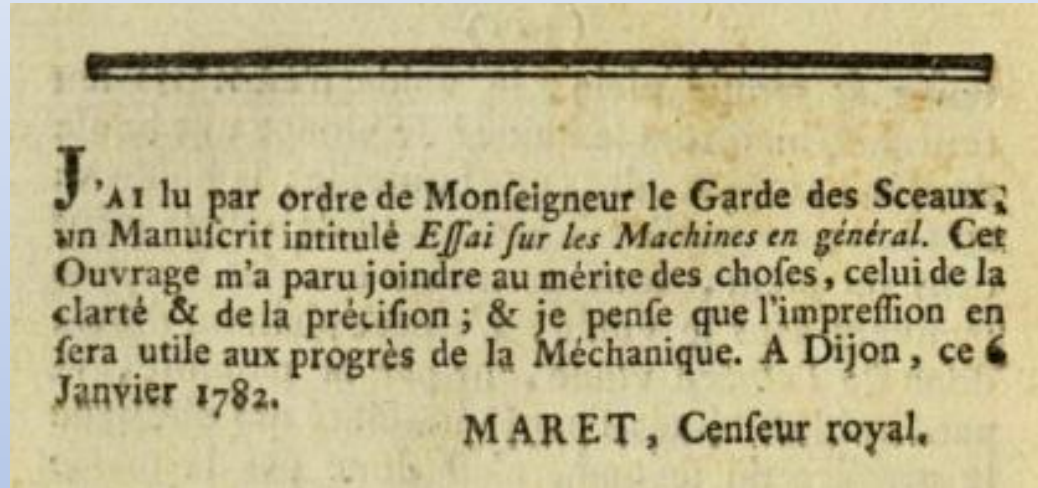 J'AI lu par ordre de Monſeigneur le Garde des Sceaux,
un Manuſcrit intitulé Eſſai ſur les Machines en général. Cet
Ouvrage m'a paru joindre au mérite des choſes, celui de la
clarté & de la préciſion ; & je penſe que l'impreſſion en
ſera utile aux progrès de la Méchanique. A Dijon, ce 6
Janvier 1782.
MARET, Cenſeur royal.